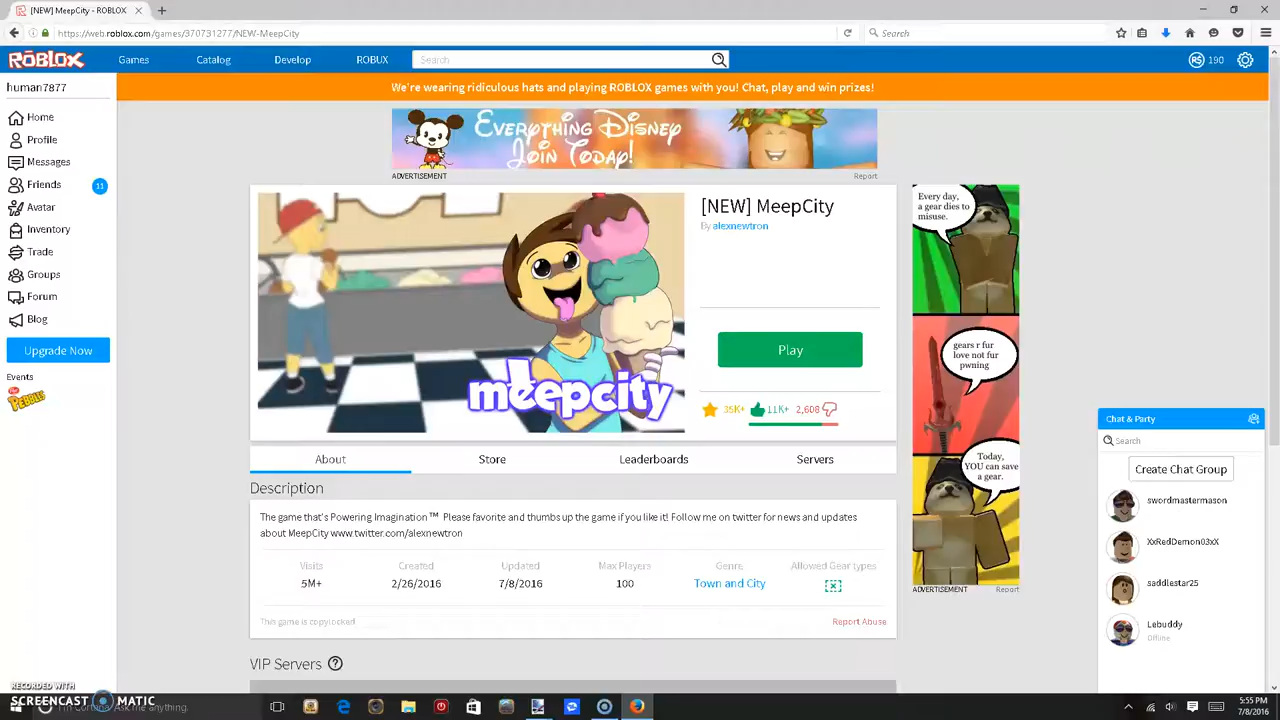 [NEW] MeepCity - ROBLOX
https://web.roblox.com/games/370731277/NEW-MeepCity
Search
ROBLOX
Games
Catalog
Develop
ROBUX
Search
R$ 190
human7877
We're wearing ridiculous hats and playing ROBLOX games with you! Chat, play and win prizes!
Home
Profile
Messages
Friends
11
Avatar
Inventory
Trade
Groups
Forum
Blog
Upgrade Now
Events
PEBBLES
EVERYTHING DISNEY
JOIN TODAY!
ADVERTISEMENT
Report
meepcity
[NEW] MeepCity
By alexnewtron
Play
35K+
11K+
2,608
About
Store
Leaderboards
Servers
Description
The game that's Powering Imagination™ Please favorite and thumbs up the game if you like it! Follow me on twitter for news and updates
about MeepCity www.twitter.com/alexnewtron
Visits
Created
Updated
Max Players
Genre
Allowed Gear types
5M+
2/26/2016
7/8/2016
100
Town and City
This game is copylocked
Report Abuse
VIP Servers
Every day,
a gear dies to
misuse.
gears r fur
love not fur
pwning
Today,
YOU can save
a gear.
ADVERTISEMENT
Report
Chat & Party
Search
Create Chat Group
swordmastermason
XxRedDemon03xX
saddlestar25
Lebuddy
Offline
RECORDED WITH
SCREENCAST MATIC
I'm Cortana. Ask me anything.
5:55 PM
7/8/2016